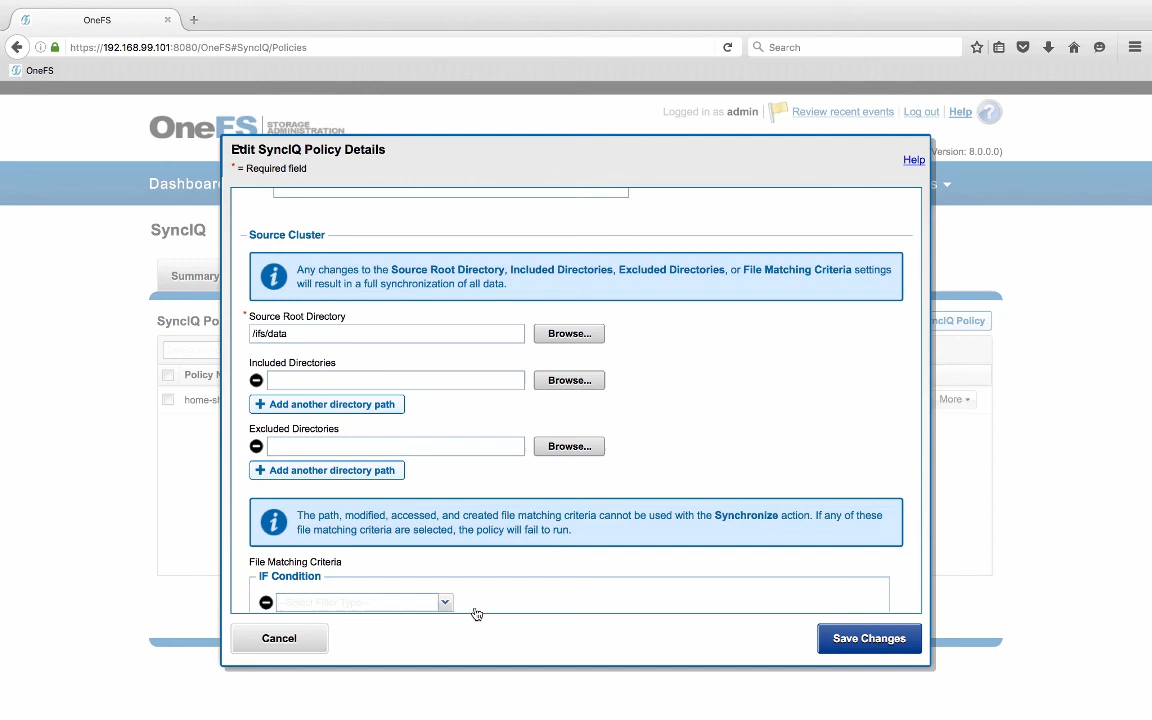 OneFS
https://192.168.99.101:8080/OneFS#SyncIQ/Policies
Search
OneFS
OneFS
STORAGE
ADMINISTRATION
Logged in as admin
Review recent events
Log out
Help
Edit SyncIQ Policy Details
* = Required field
Help
Version: 8.0.0.0)
Dashboar
s
SyncIQ
Summary
SyncIQ Po
ncIQ Policy
Policy N
home-sh
More
Source Cluster
Any changes to the Source Root Directory, Included Directories, Excluded Directories, or File Matching Criteria settings
will result in a full synchronization of all data.
* Source Root Directory
/ifs/data
Browse...
Included Directories
Browse...
+ Add another directory path
Excluded Directories
Browse...
+ Add another directory path
The path, modified, accessed, and created file matching criteria cannot be used with the Synchronize action. If any of these
file matching criteria are selected, the policy will fail to run.
File Matching Criteria
IF Condition
--Select Filter Type--
Cancel
Save Changes